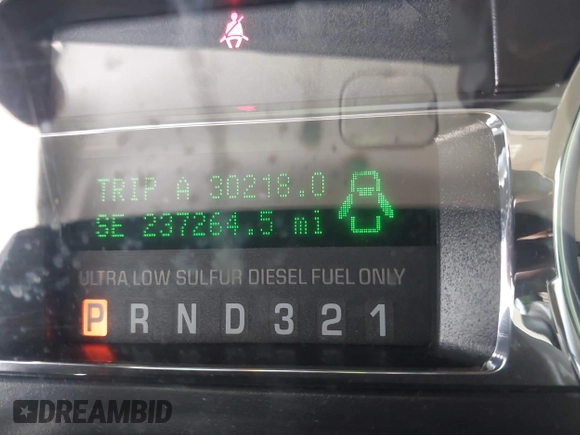 TRIP A 30218.0
SE 237264.5 mi
ULTRA LOW SULFUR DIESEL FUEL ONLY
P R N D 3 2 1
DREAMBID